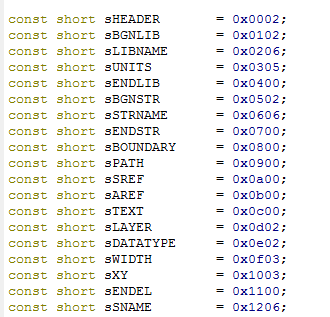 const short sHEADER = 0x0002;
const short sBGNLIB = 0x0102;
const short sLIBNAME = 0x0206;
const short sUNITS = 0x0305;
const short sENDLIB = 0x0400;
const short sBGNSTR = 0x0502;
const short sSTRNAME = 0x0606;
const short sENDSTR = 0x0700;
const short sBOUNDARY = 0x0800;
const short sPATH = 0x0900;
const short sSREF = 0x0a00;
const short sAREF = 0x0b00;
const short sTEXT = 0x0c00;
const short sLAYER = 0x0d02;
const short sDATATYPE = 0x0e02;
const short sWIDTH = 0x0f03;
const short sXY = 0x1003;
const short sENDEL = 0x1100;
const short sSNAME = 0x1206;